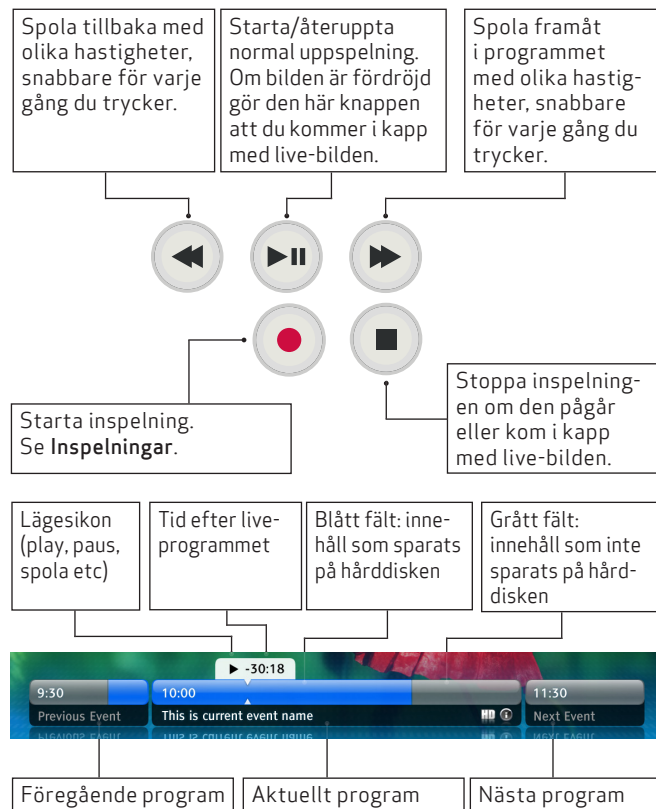 Spola tillbaka med
olika hastigheter,
snabbare för varje
gång du trycker.
Starta/återuppta
normal uppspelning.
Om bilden är fördröjd
gör den här knappen
att du kommer i kapp
med live-bilden.
Spola framåt
i programmet
med olika hastig-
heter, snabbare
för varje gång du
trycker.
Starta inspelning.
Se Inspelningar.
Stoppa inspelning-
en om den pågår
eller kom i kapp
med live-bilden.
Lägesikon
(play, paus,
spola etc)
Tid efter live-
programmet
Blått fält: inne-
håll som sparats
på hårddisken
Grått fält:
innehåll som inte
sparats på hård-
disken
-30:18
9:30
Previous Event
10:00
This is current event name
HD
11:30
Next Event
Föregående program
Aktuellt program
Nästa program